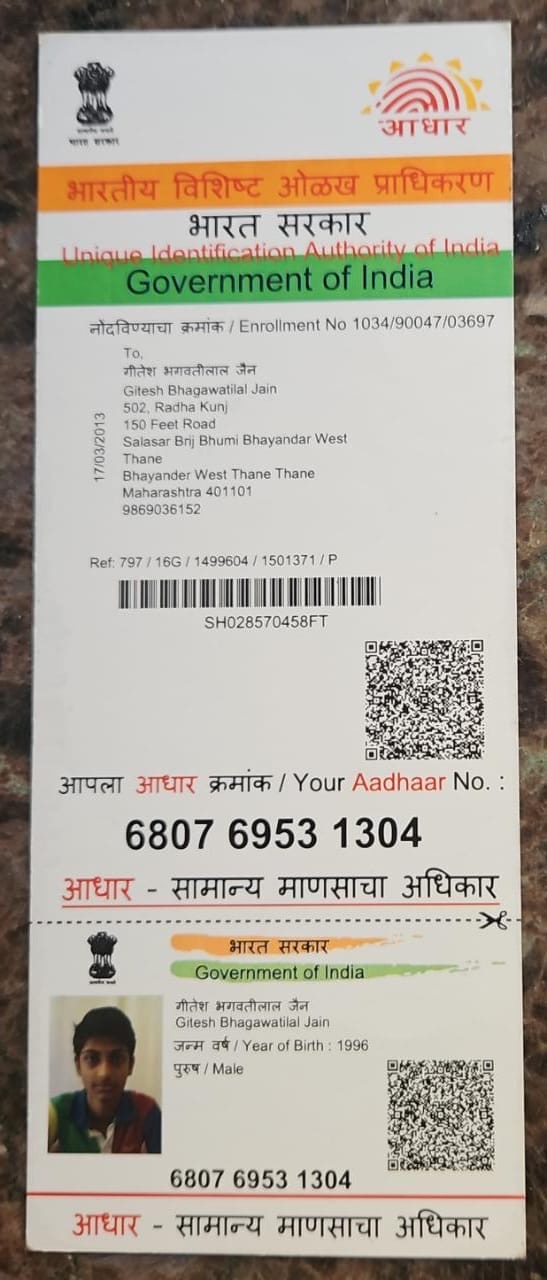 भारत सरकार
आधार
भारतीय विशिष्ट ओळख प्राधिकरण
भारत सरकार
Unique Identification Authority of India
Government of India
नोंदविण्याचा क्रमांक / Enrollment No 1034/90047/03697
To,
गीतेश भगवतीलाल जैन
Gitesh Bhagawatilal Jain
502, Radha Kunj
150 Feet Road
Salasar Brij Bhumi Bhayandar West
Thane
Bhayander West Thane Thane
Maharashtra 401101
9869036152
17/03/2013
Ref: 797 / 16G / 1499604 / 1501371 / P
SH028570458FT
आपला आधार क्रमांक / Your Aadhaar No. :
6807 6953 1304
आधार - सामान्य माणसाचा अधिकार
भारत सरकार
Government of India
गीतेश भगवतीलाल जैन
Gitesh Bhagawatilal Jain
जन्म वर्ष / Year of Birth : 1996
पुरुष / Male
6807 6953 1304
आधार - सामान्य माणसाचा अधिकार